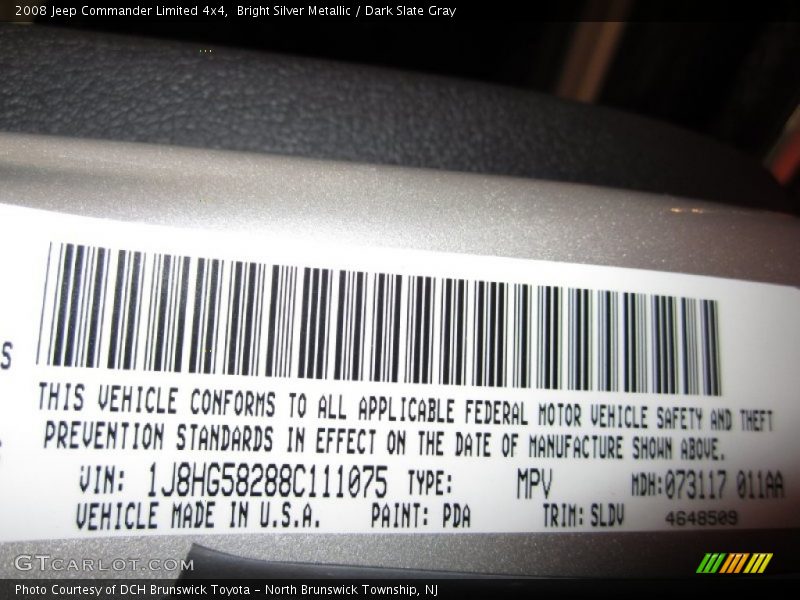 2008 Jeep Commander Limited 4x4,  Bright Silver Metallic / Dark Slate Gray
S
THIS VEHICLE CONFORMS TO ALL APPLICABLE FEDERAL MOTOR VEHICLE SAFETY AND THEFT
PREVENTION STANDARDS IN EFFECT ON THE DATE OF MANUFACTURE SHOWN ABOVE.
VIN: 1J8HG58288C111075 TYPE: MPV MDH:073117 011AA
VEHICLE MADE IN U.S.A. PAINT: PDA TRIM: SLDV 4648509
GTCARLOT.COM
Photo Courtesy of DCH Brunswick Toyota - North Brunswick Township, NJ